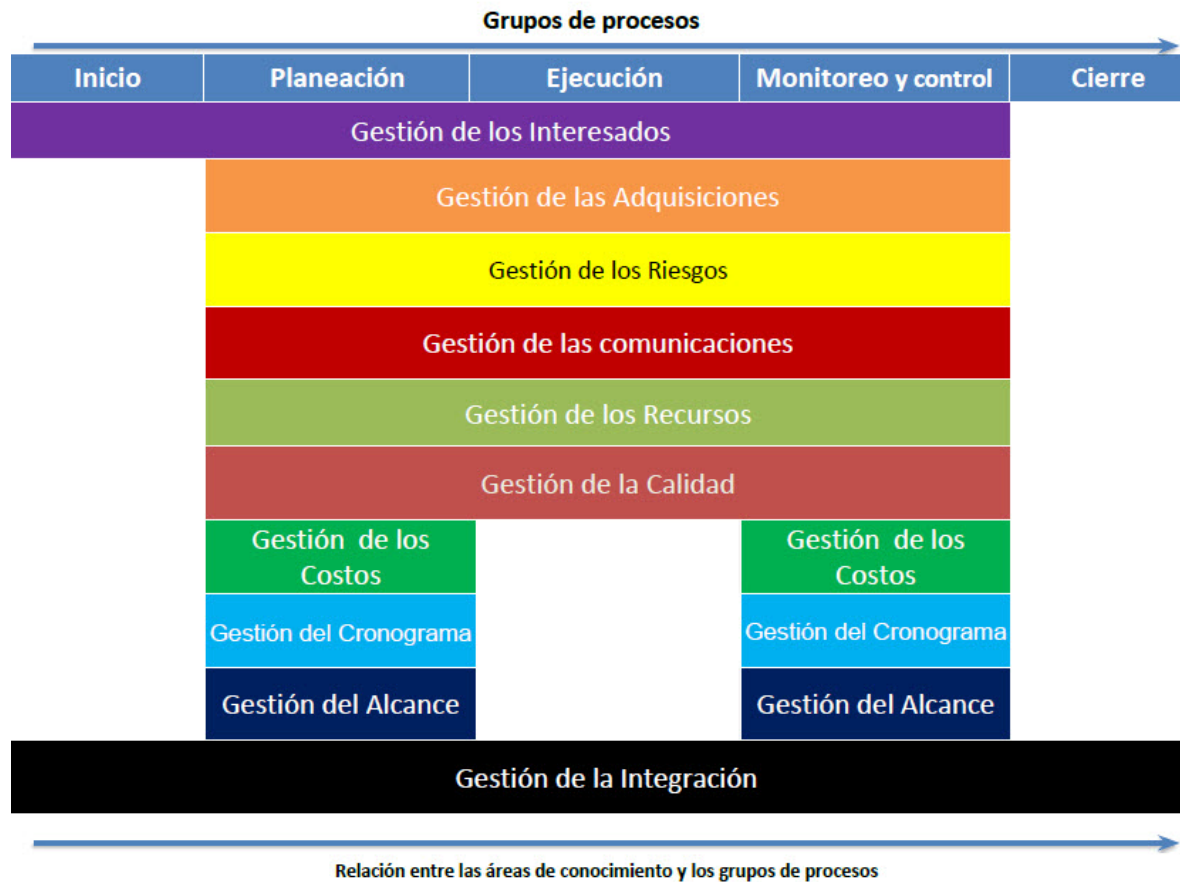 Grupos de procesos
Inicio Planeación Ejecución Monitoreo y control Cierre
Gestión de los Interesados
Gestión de las Adquisiciones
Gestión de los Riesgos
Gestión de las comunicaciones
Gestión de los Recursos
Gestión de la Calidad
Gestión de los
Costos
Gestión de los
Costos
Gestión del Cronograma
Gestión del Cronograma
Gestión del Alcance
Gestión del Alcance
Gestión de la Integración
Relación entre las áreas de conocimiento y los grupos de procesos